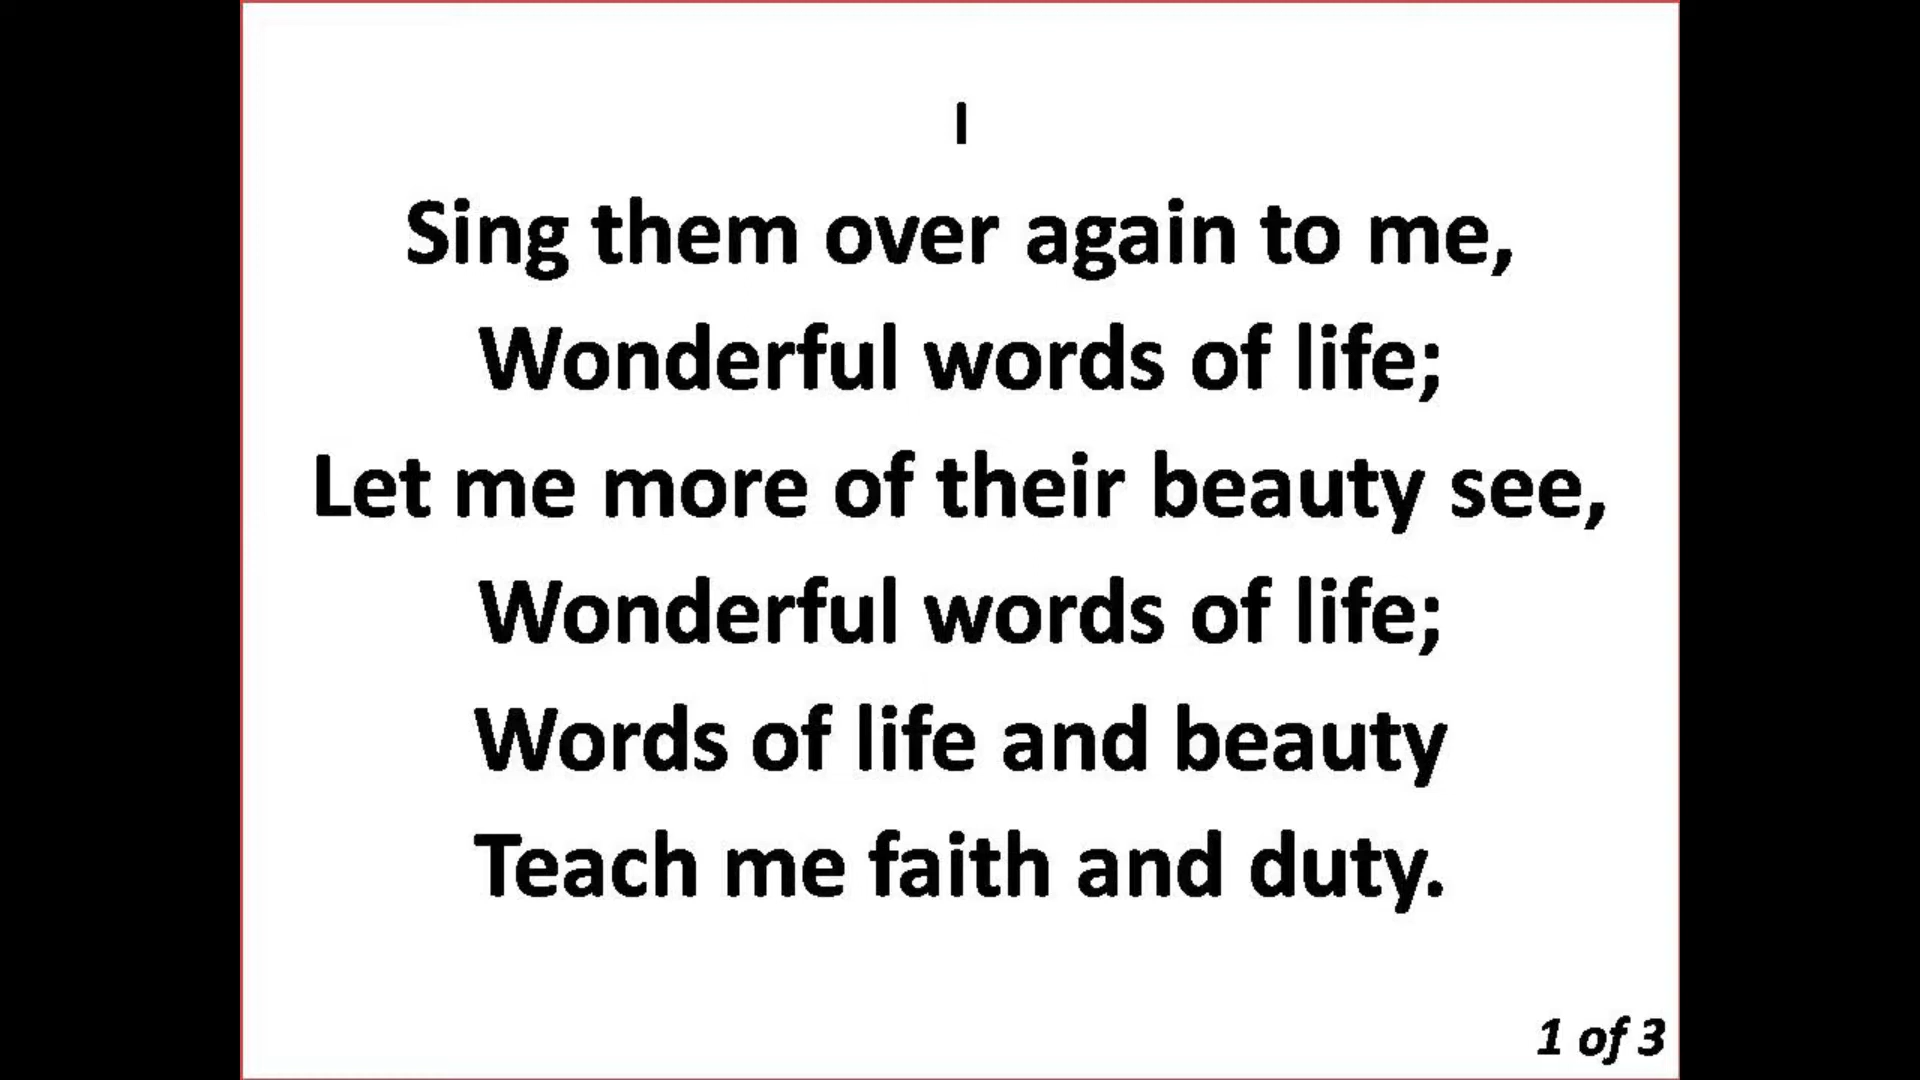 I
Sing them over again to me,
Wonderful words of life;
Let me more of their beauty see,
Wonderful words of life;
Words of life and beauty
Teach me faith and duty.
1 of 3